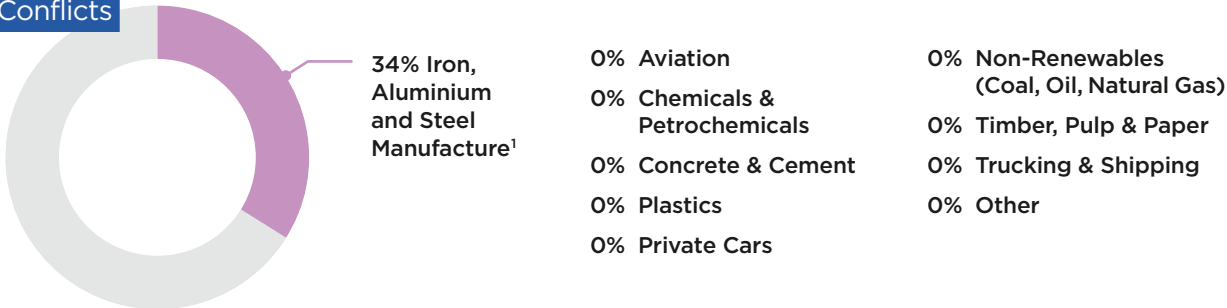 Conflicts
34% Iron,
Aluminium
and Steel
Manufacture¹
0% Aviation
0% Chemicals &
Petrochemicals
0% Concrete & Cement
0% Plastics
0% Private Cars
0% Non-Renewables
(Coal, Oil, Natural Gas)
0% Timber, Pulp & Paper
0% Trucking & Shipping
0% Other